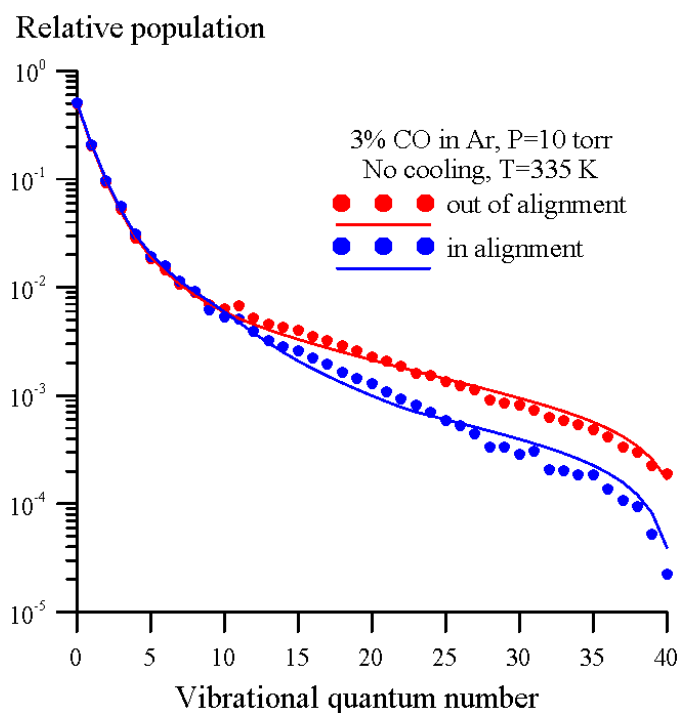 Relative population
10⁰
10⁻¹
10⁻²
10⁻³
10⁻⁴
10⁻⁵
3% CO in Ar, P=10 torr
No cooling, T=335 K
out of alignment
in alignment
0 5 10 15 20 25 30 35 40
Vibrational quantum number